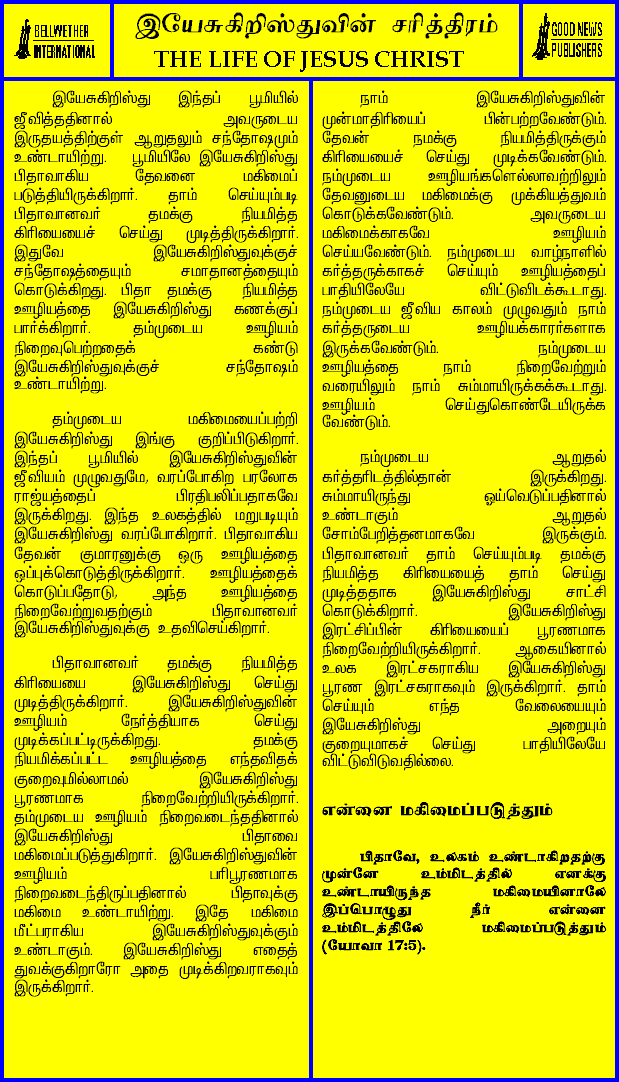 BELLWETHER
INTERNATIONAL
இயேசுகிறிஸ்துவின் சரித்திரம்
THE LIFE OF JESUS CHRIST
GOOD NEWS
PUBLISHERS
இயேசுகிறிஸ்து இந்தப் பூமியில்
ஜீவித்ததினால் அவருடைய
இருதயத்திற்குள் ஆறுதலும் சந்தோஷமும்
உண்டாயிற்று. பூமியிலே இயேசுகிறிஸ்து
பிதாவாகிய தேவனை மகிமைப்
படுத்தியிருக்கிறார். தாம் செய்யும்படி
பிதாவானவர் தமக்கு நியமித்த
கிரியையைச் செய்து முடித்திருக்கிறார்.
இதுவே இயேசுகிறிஸ்துவுக்குச்
சந்தோஷத்தையும் சமாதானத்தையும்
கொடுக்கிறது. பிதா தமக்கு நியமித்த
ஊழியத்தை இயேசுகிறிஸ்து கணக்குப்
பார்க்கிறார். தம்முடைய ஊழியம்
நிறைவுபெற்றதைக் கண்டு
இயேசுகிறிஸ்துவுக்குச் சந்தோஷம்
உண்டாயிற்று.
தம்முடைய மகிமையைப்பற்றி
இயேசுகிறிஸ்து இங்கு குறிப்பிடுகிறார்.
இந்தப் பூமியில் இயேசுகிறிஸ்துவின்
ஜீவியம் முழுவதுமே, வரப்போகிற பரலோக
ராஜ்யத்தைப் பிரதிபலிப்பதாகவே
இருக்கிறது. இந்த உலகத்தில் மறுபடியும்
இயேசுகிறிஸ்து வரப்போகிறார். பிதாவாகிய
தேவன் குமாரனுக்கு ஒரு ஊழியத்தை
ஒப்புக்கொடுத்திருக்கிறார். ஊழியத்தைக்
கொடுப்பதோடு, அந்த ஊழியத்தை
நிறைவேற்றுவதற்கும் பிதாவானவர்
இயேசுகிறிஸ்துவுக்கு உதவிசெய்கிறார்.
பிதாவானவர் தமக்கு நியமித்த
கிரியையை இயேசுகிறிஸ்து செய்து
முடித்திருக்கிறார். இயேசுகிறிஸ்துவின்
ஊழியம் நேர்த்தியாக செய்து
முடிக்கப்பட்டிருக்கிறது. தமக்கு
நியமிக்கப்பட்ட ஊழியத்தை எந்தவிதக்
குறைவுமில்லாமல் இயேசுகிறிஸ்து
பூரணமாக நிறைவேற்றியிருக்கிறார்.
தம்முடைய ஊழியம் நிறைவடைந்ததினால்
இயேசுகிறிஸ்து பிதாவை
மகிமைப்படுத்துகிறார். இயேசுகிறிஸ்துவின்
ஊழியம் பரிபூரணமாக
நிறைவடைந்திருப்பதினால் பிதாவுக்கு
மகிமை உண்டாயிற்று. இதே மகிமை
மீட்பராகிய இயேசுகிறிஸ்துவுக்கும்
உண்டாகும். இயேசுகிறிஸ்து எதைத்
துவக்குகிறாரோ அதை முடிக்கிறவராகவும்
இருக்கிறார்.
நாம் இயேசுகிறிஸ்துவின்
முன்மாதிரியைப் பின்பற்றவேண்டும்.
தேவன் நமக்கு நியமித்திருக்கும்
கிரியையைச் செய்து முடிக்கவேண்டும்.
நம்முடைய ஊழியங்களெல்லாவற்றிலும்
தேவனுடைய மகிமைக்கு முக்கியத்துவம்
கொடுக்கவேண்டும். அவருடைய
மகிமைக்காகவே ஊழியம்
செய்யவேண்டும். நம்முடைய வாழ்நாளில்
கர்த்தருக்காகச் செய்யும் ஊழியத்தைப்
பாதியிலேயே விட்டுவிடக்கூடாது.
நம்முடைய ஜீவிய காலம் முழுவதும் நாம்
கர்த்தருடைய ஊழியக்காரர்களாக
இருக்கவேண்டும். நம்முடைய
ஊழியத்தை நாம் நிறைவேற்றும்
வரையிலும் நாம் சும்மாயிருக்கக்கூடாது.
ஊழியம் செய்துகொண்டேயிருக்க
வேண்டும்.
நம்முடைய ஆறுதல்
கர்த்தரிடத்தில்தான் இருக்கிறது.
சும்மாயிருந்து ஓய்வெடுப்பதினால்
உண்டாகும் ஆறுதல்
சோம்பேறித்தனமாகவே இருக்கும்.
பிதாவானவர் தாம் செய்யும்படி தமக்கு
நியமித்த கிரியையைத் தாம் செய்து
முடித்ததாக இயேசுகிறிஸ்து சாட்சி
கொடுக்கிறார். இயேசுகிறிஸ்து
இரட்சிப்பின் கிரியையைப் பூரணமாக
நிறைவேற்றியிருக்கிறார். ஆகையினால்
உலக இரட்சகராகிய இயேசுகிறிஸ்து
பூரண இரட்சகராகவும் இருக்கிறார். தாம்
செய்யும் எந்த வேலையையும்
இயேசுகிறிஸ்து அறையும்
குறையுமாகச் செய்து பாதியிலேயே
விட்டுவிடுவதில்லை.
என்னை மகிமைப்படுத்தும்
பிதாவே, உலகம் உண்டாகிறதற்கு
முன்னே உம்மிடத்தில் எனக்கு
உண்டாயிருந்த மகிமையினாலே
இப்பொழுது நீர் என்னை
உம்மிடத்திலே மகிமைப்படுத்தும்
(யோவா 17:5).